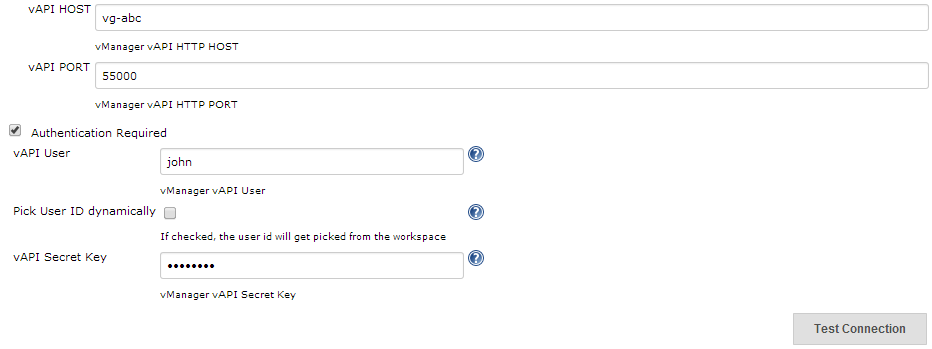 vAPI HOST
vg-abc
vManager vAPI HTTP HOST
vAPI PORT
55000
vManager vAPI HTTP PORT
Authentication Required
vAPI User
john
vManager vAPI User
Pick User ID dynamically
If checked, the user id will get picked from the workspace
vAPI Secret Key
••••••••
vManager vAPI Secret Key
Test Connection